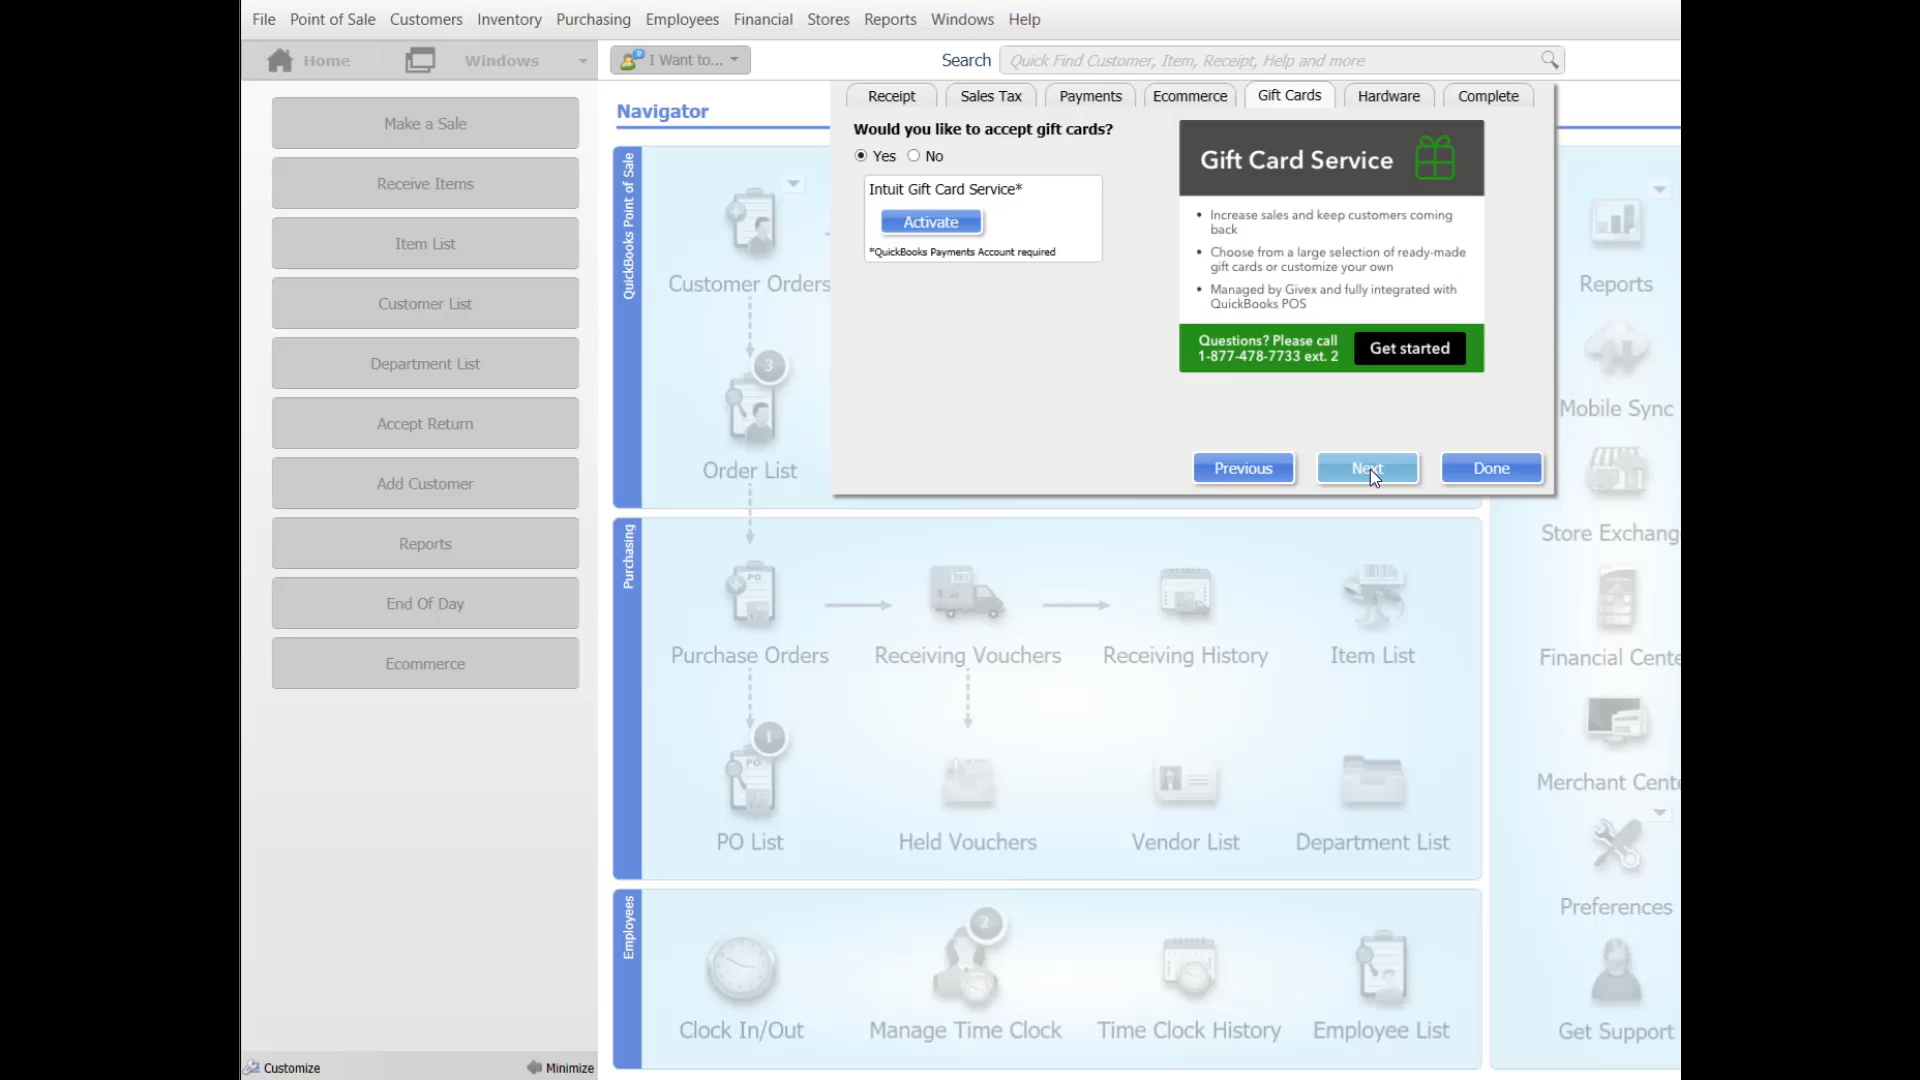 File Point of Sale Customers Inventory Purchasing Employees Financial Stores Reports Windows Help
Home Windows I Want to... Search Quick Find Customer, Item, Receipt, Help and more
Make a Sale
Receive Items
Item List
Customer List
Department List
Accept Return
Add Customer
Reports
End Of Day
Ecommerce
Customize Minimize
Navigator
Receipt Sales Tax Payments Ecommerce Gift Cards Hardware Complete
Would you like to accept gift cards?
Yes No
Intuit Gift Card Service*
Activate
*QuickBooks Payments Account required
Gift Card Service
• Increase sales and keep customers coming
back
• Choose from a large selection of ready-made
gift cards or customize your own
• Managed by Givex and fully integrated with
QuickBooks POS
Questions? Please call
1-877-478-7733 ext. 2
Get started
Previous Next Done
QuickBooks Point of Sale
Customer Orders
3
Order List
Purchasing
PO
Purchase Orders Receiving Vouchers Receiving History Item List
1
PO
PO List Held Vouchers Vendor List Department List
Employees
2
Clock In/Out Manage Time Clock Time Clock History Employee List
Reports
Mobile Sync
Store Exchang
Financial Cente
Merchant Cente
Preferences
Get Support